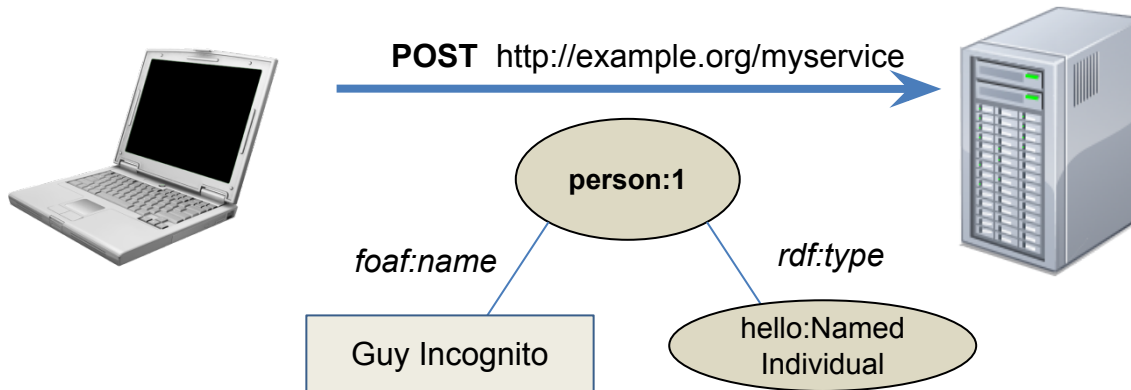 POST http://example.org/myservice
person:1
foaf:name
rdf:type
Guy Incognito
hello:Named
Individual